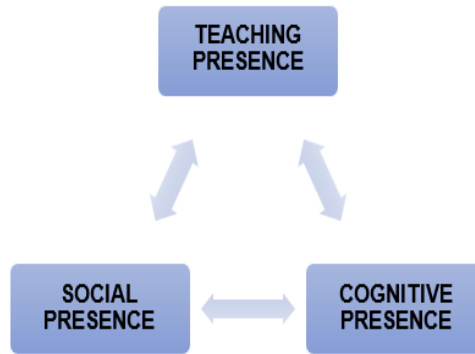 TEACHING
PRESENCE
SOCIAL
PRESENCE
COGNITIVE
PRESENCE